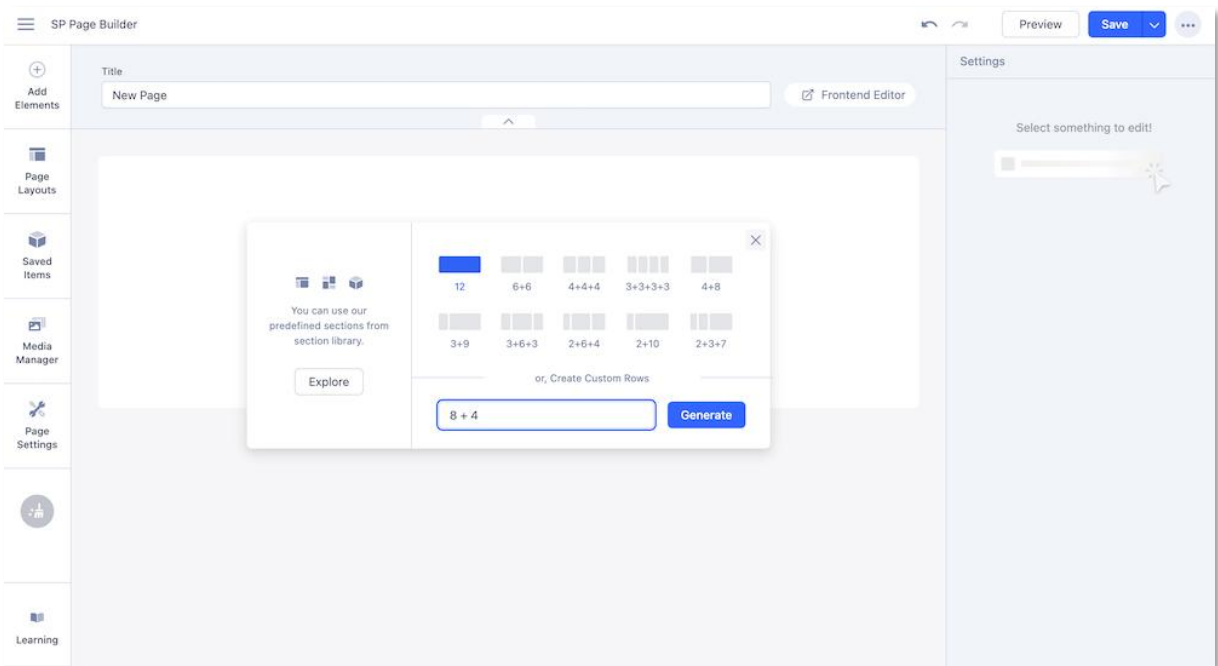 SP Page Builder
Preview
Save
Add
Elements
Title
New Page
Frontend Editor
Settings
Select something to edit!
Page
Layouts
Saved
Items
Media
Manager
Page
Settings
Learning
You can use our
predefined sections from
section library.
Explore
12 6+6 4+4+4 3+3+3+3 4+8
3+9 3+6+3 2+6+4 2+10 2+3+7
or, Create Custom Rows
8 + 4
Generate